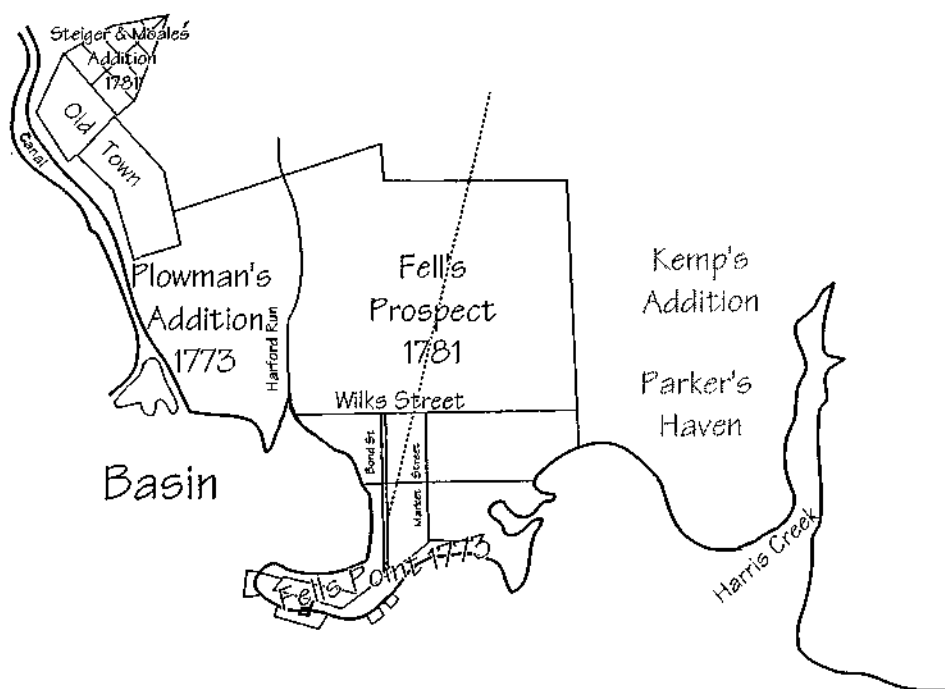 Steiger & Moales'
Addition
1781
Old
Town
Canal
Plowman's
Addition
1773
Harford Run
Fell's
Prospect
1781
Kemp's
Addition
Parker's
Haven
Wilks Street
Bond St
Market Street
Basin
Fells Point 1773
Harris Creek